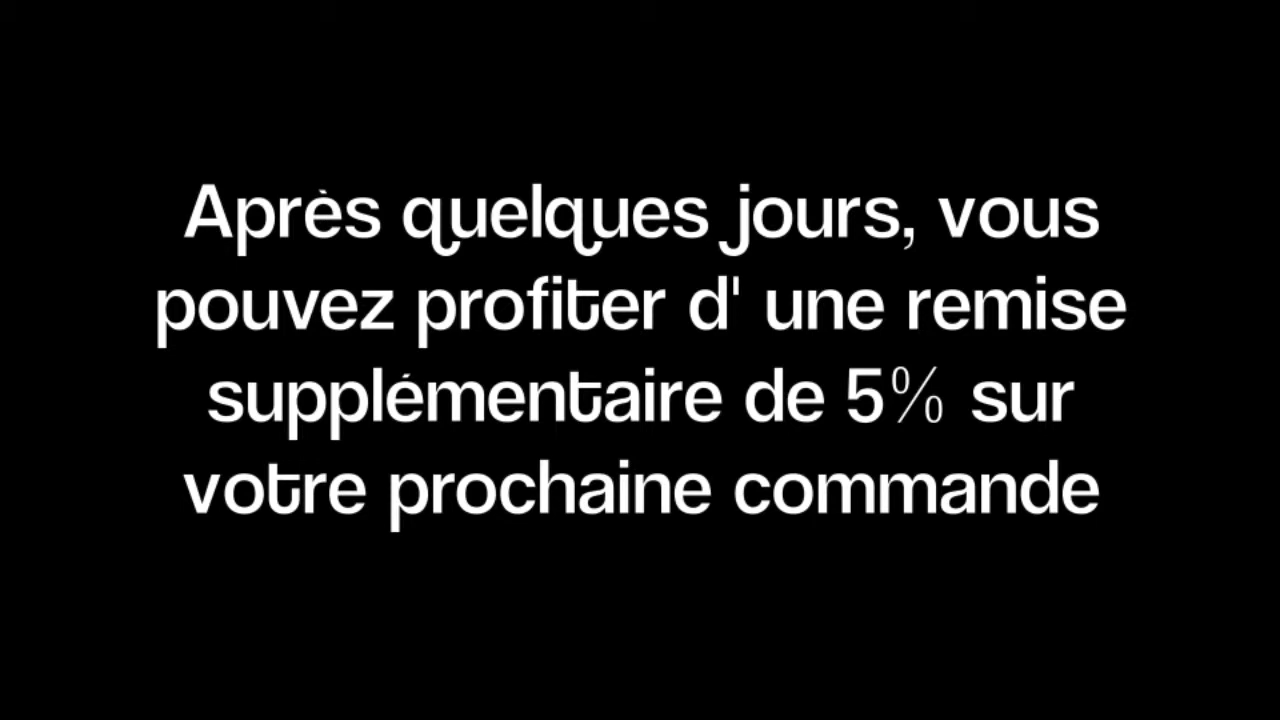 Après quelques jours, vous
pouvez profiter d' une remise
supplémentaire de 5% sur
votre prochaine commande